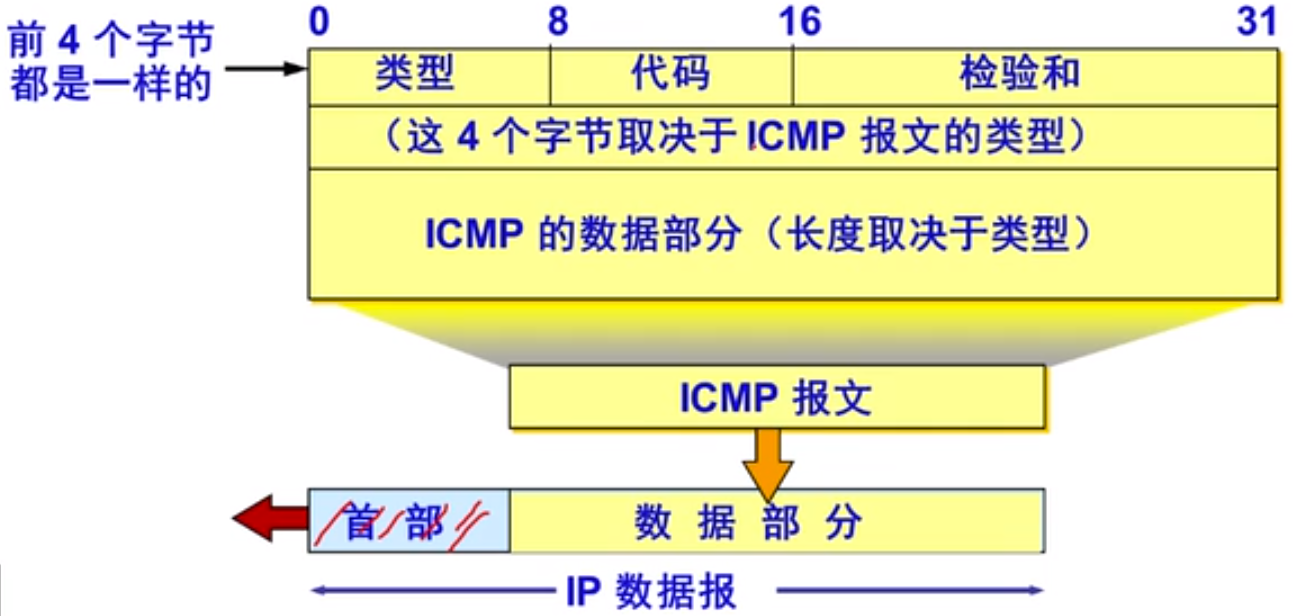 0 8 16 31
前 4 个字节
都是一样的
类型 代码 检验和
（这 4 个字节取决于 ICMP 报文的类型）
ICMP 的数据部分（长度取决于类型）
ICMP 报文
首 部 数 据 部 分
IP 数据报